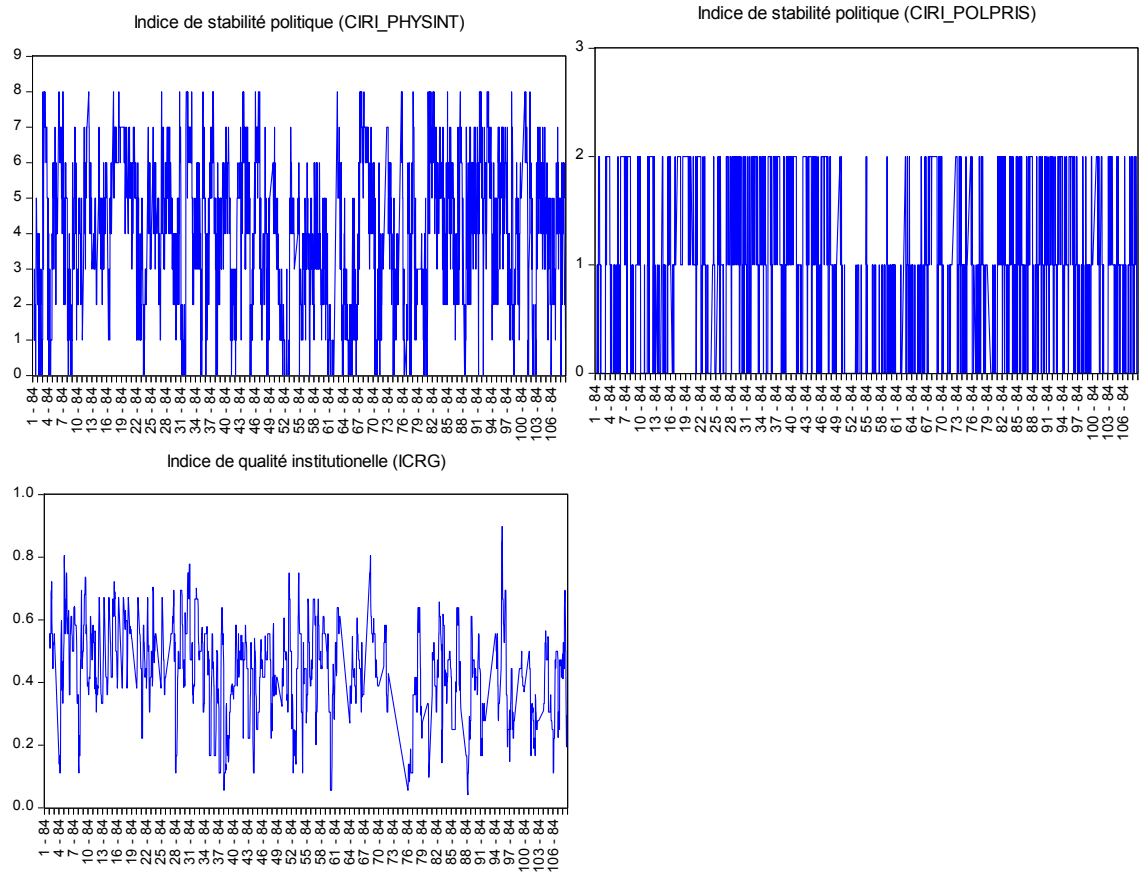 Indice de stabilité politique (CIRI_PHYSINT)
9
8
7
6
5
4
3
2
1
0
1 - 84
4 - 84
7 - 84
10 - 84
13 - 84
16 - 84
19 - 84
22 - 84
25 - 84
28 - 84
31 - 84
34 - 84
37 - 84
40 - 84
43 - 84
46 - 84
49 - 84
52 - 84
55 - 84
58 - 84
61 - 84
64 - 84
67 - 84
70 - 84
73 - 84
76 - 84
79 - 84
82 - 84
85 - 84
88 - 84
91 - 84
94 - 84
97 - 84
100 - 84
103 - 84
106 - 84
Indice de stabilité politique (CIRI_POLPRIS)
3
2
1
0
1 - 84
4 - 84
7 - 84
10 - 84
13 - 84
16 - 84
19 - 84
22 - 84
25 - 84
28 - 84
31 - 84
34 - 84
37 - 84
40 - 84
43 - 84
46 - 84
49 - 84
52 - 84
55 - 84
58 - 84
61 - 84
64 - 84
67 - 84
70 - 84
73 - 84
76 - 84
79 - 84
82 - 84
85 - 84
88 - 84
91 - 84
94 - 84
97 - 84
100 - 84
103 - 84
106 - 84
Indice de qualité institutionelle (ICRG)
1.0
0.8
0.6
0.4
0.2
0.0
1 - 84
4 - 84
7 - 84
10 - 84
13 - 84
16 - 84
19 - 84
22 - 84
25 - 84
28 - 84
31 - 84
34 - 84
37 - 84
40 - 84
43 - 84
46 - 84
49 - 84
52 - 84
55 - 84
58 - 84
61 - 84
64 - 84
67 - 84
70 - 84
73 - 84
76 - 84
79 - 84
82 - 84
85 - 84
88 - 84
91 - 84
94 - 84
97 - 84
100 - 84
103 - 84
106 - 84